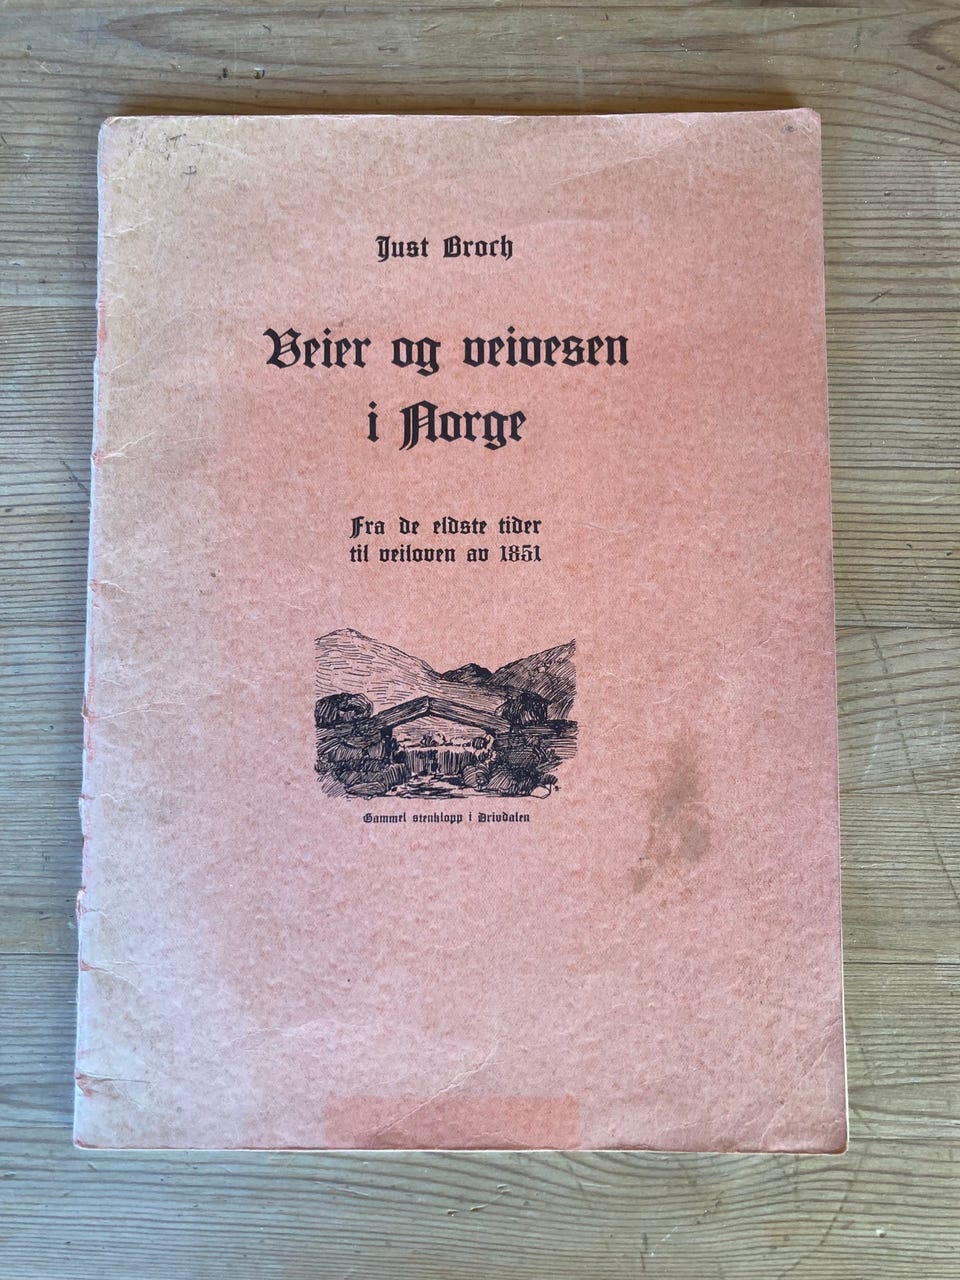 Just Broch
Veier og veivesen
i Norge
Fra de eldste tider
til veiloven av 1851
Gammel stenklopp i Drivdalen